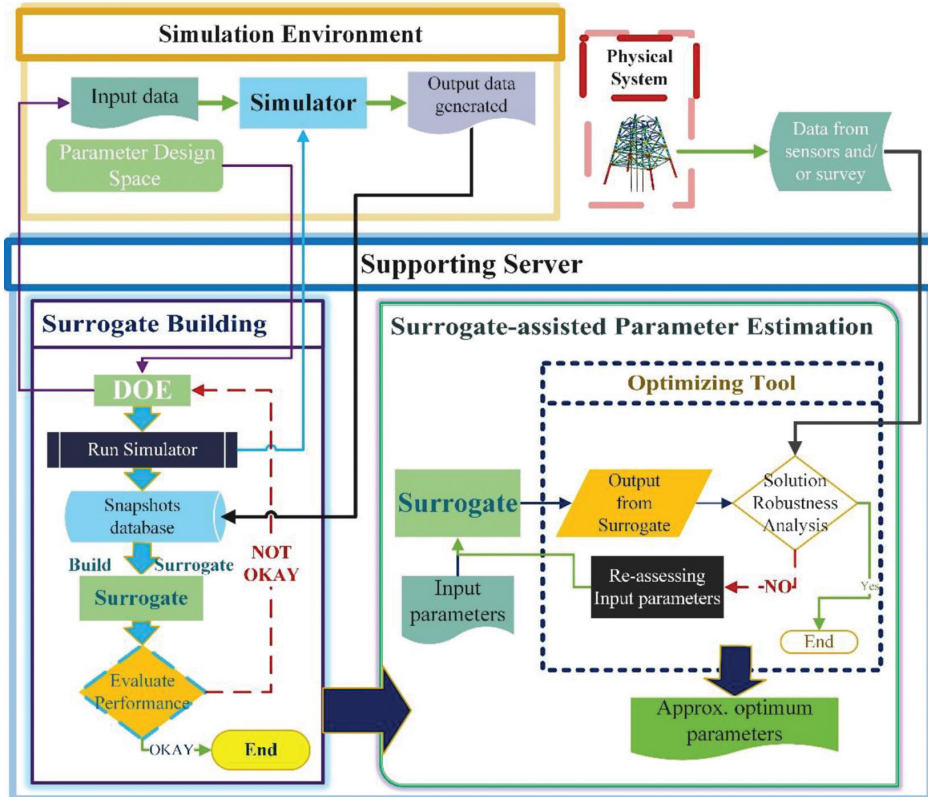 Simulation Environment
Input data
Simulator
Output data
generated
Parameter Design
Space
Physical
System
Data from
sensors and/
or survey
Supporting Server
Surrogate Building
DOE
Run Simulator
Snapshots
database
Build Surrogate
Surrogate
NOT
OKAY
Evaluate
Performance
OKAY
End
Surrogate-assisted Parameter Estimation
Optimizing Tool
Surrogate
Output
from
Surrogate
Solution
Robustness
Analysis
Input
parameters
Re-assessing
Input parameters
NO
Yes
End
Approx. optimum
parameters